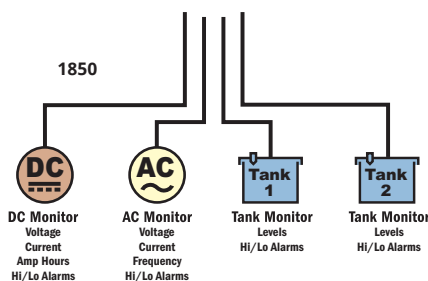 1850
DC
AC
Tank
1
Tank
2
DC Monitor
Voltage
Current
Amp Hours
Hi/Lo Alarms
AC Monitor
Voltage
Current
Frequency
Hi/Lo Alarms
Tank Monitor
Levels
Hi/Lo Alarms
Tank Monitor
Levels
Hi/Lo Alarms